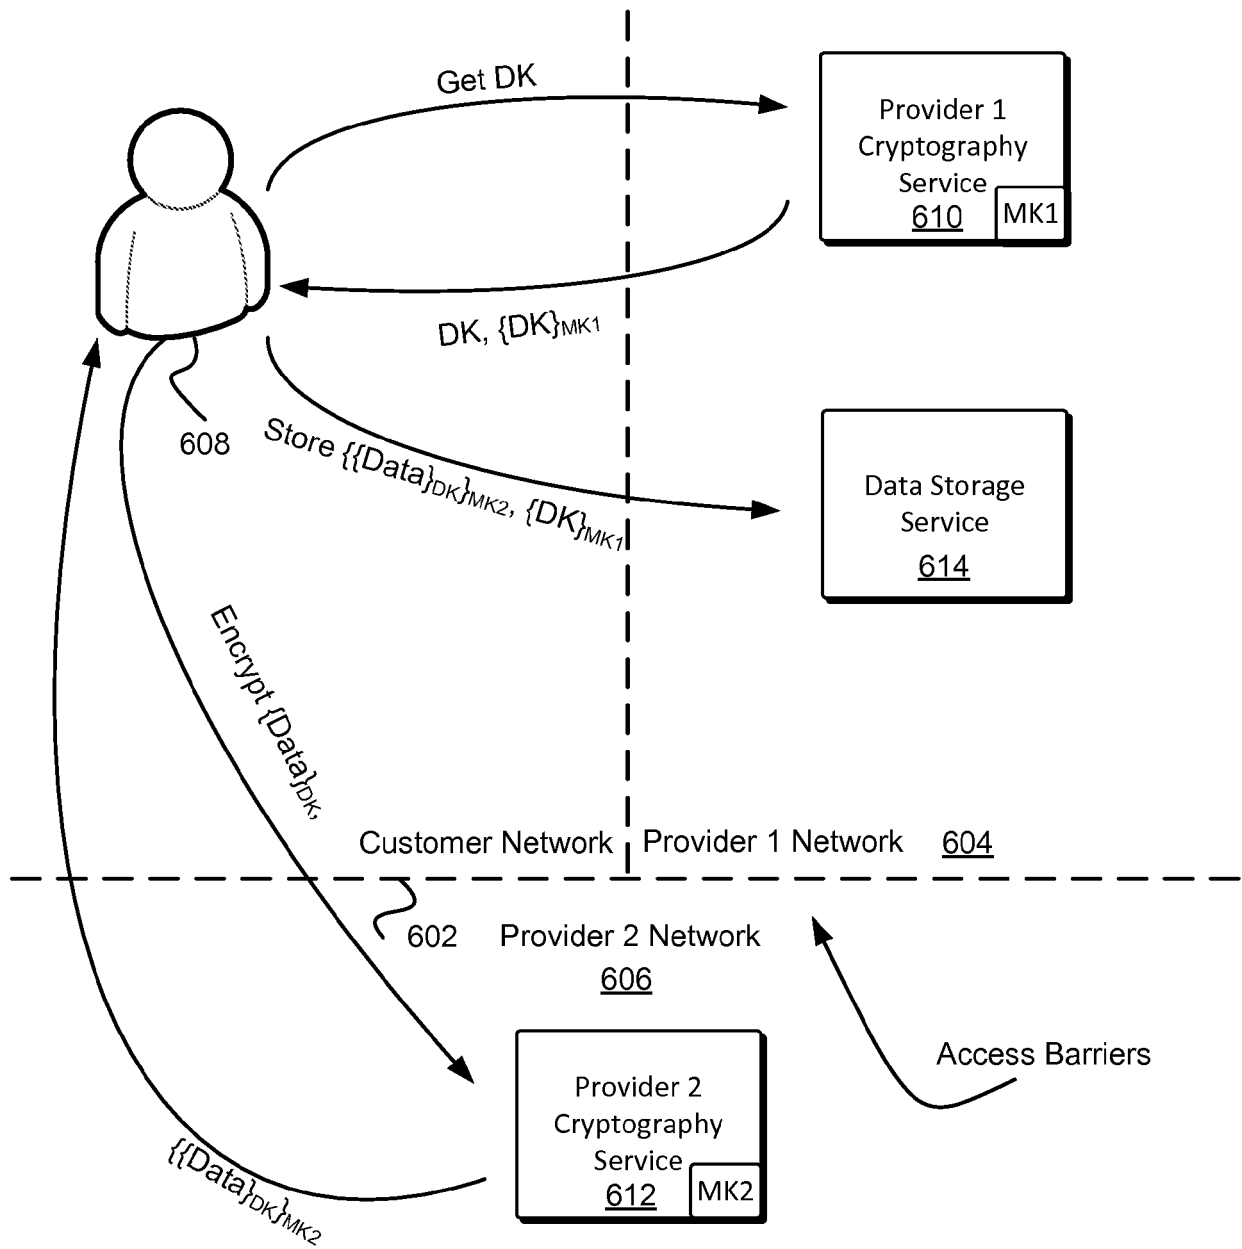 Get DK
Provider 1
Cryptography
Service
610
MK1
DK, {DK}MK1
608
Store {{Data}DK}MK2, {DK}MK1
Data Storage
Service
614
Encrypt {Data}DK,
Customer Network
Provider 1 Network 604
602
Provider 2 Network
606
Access Barriers
Provider 2
Cryptography
Service
612
MK2
{{Data}DK}MK2